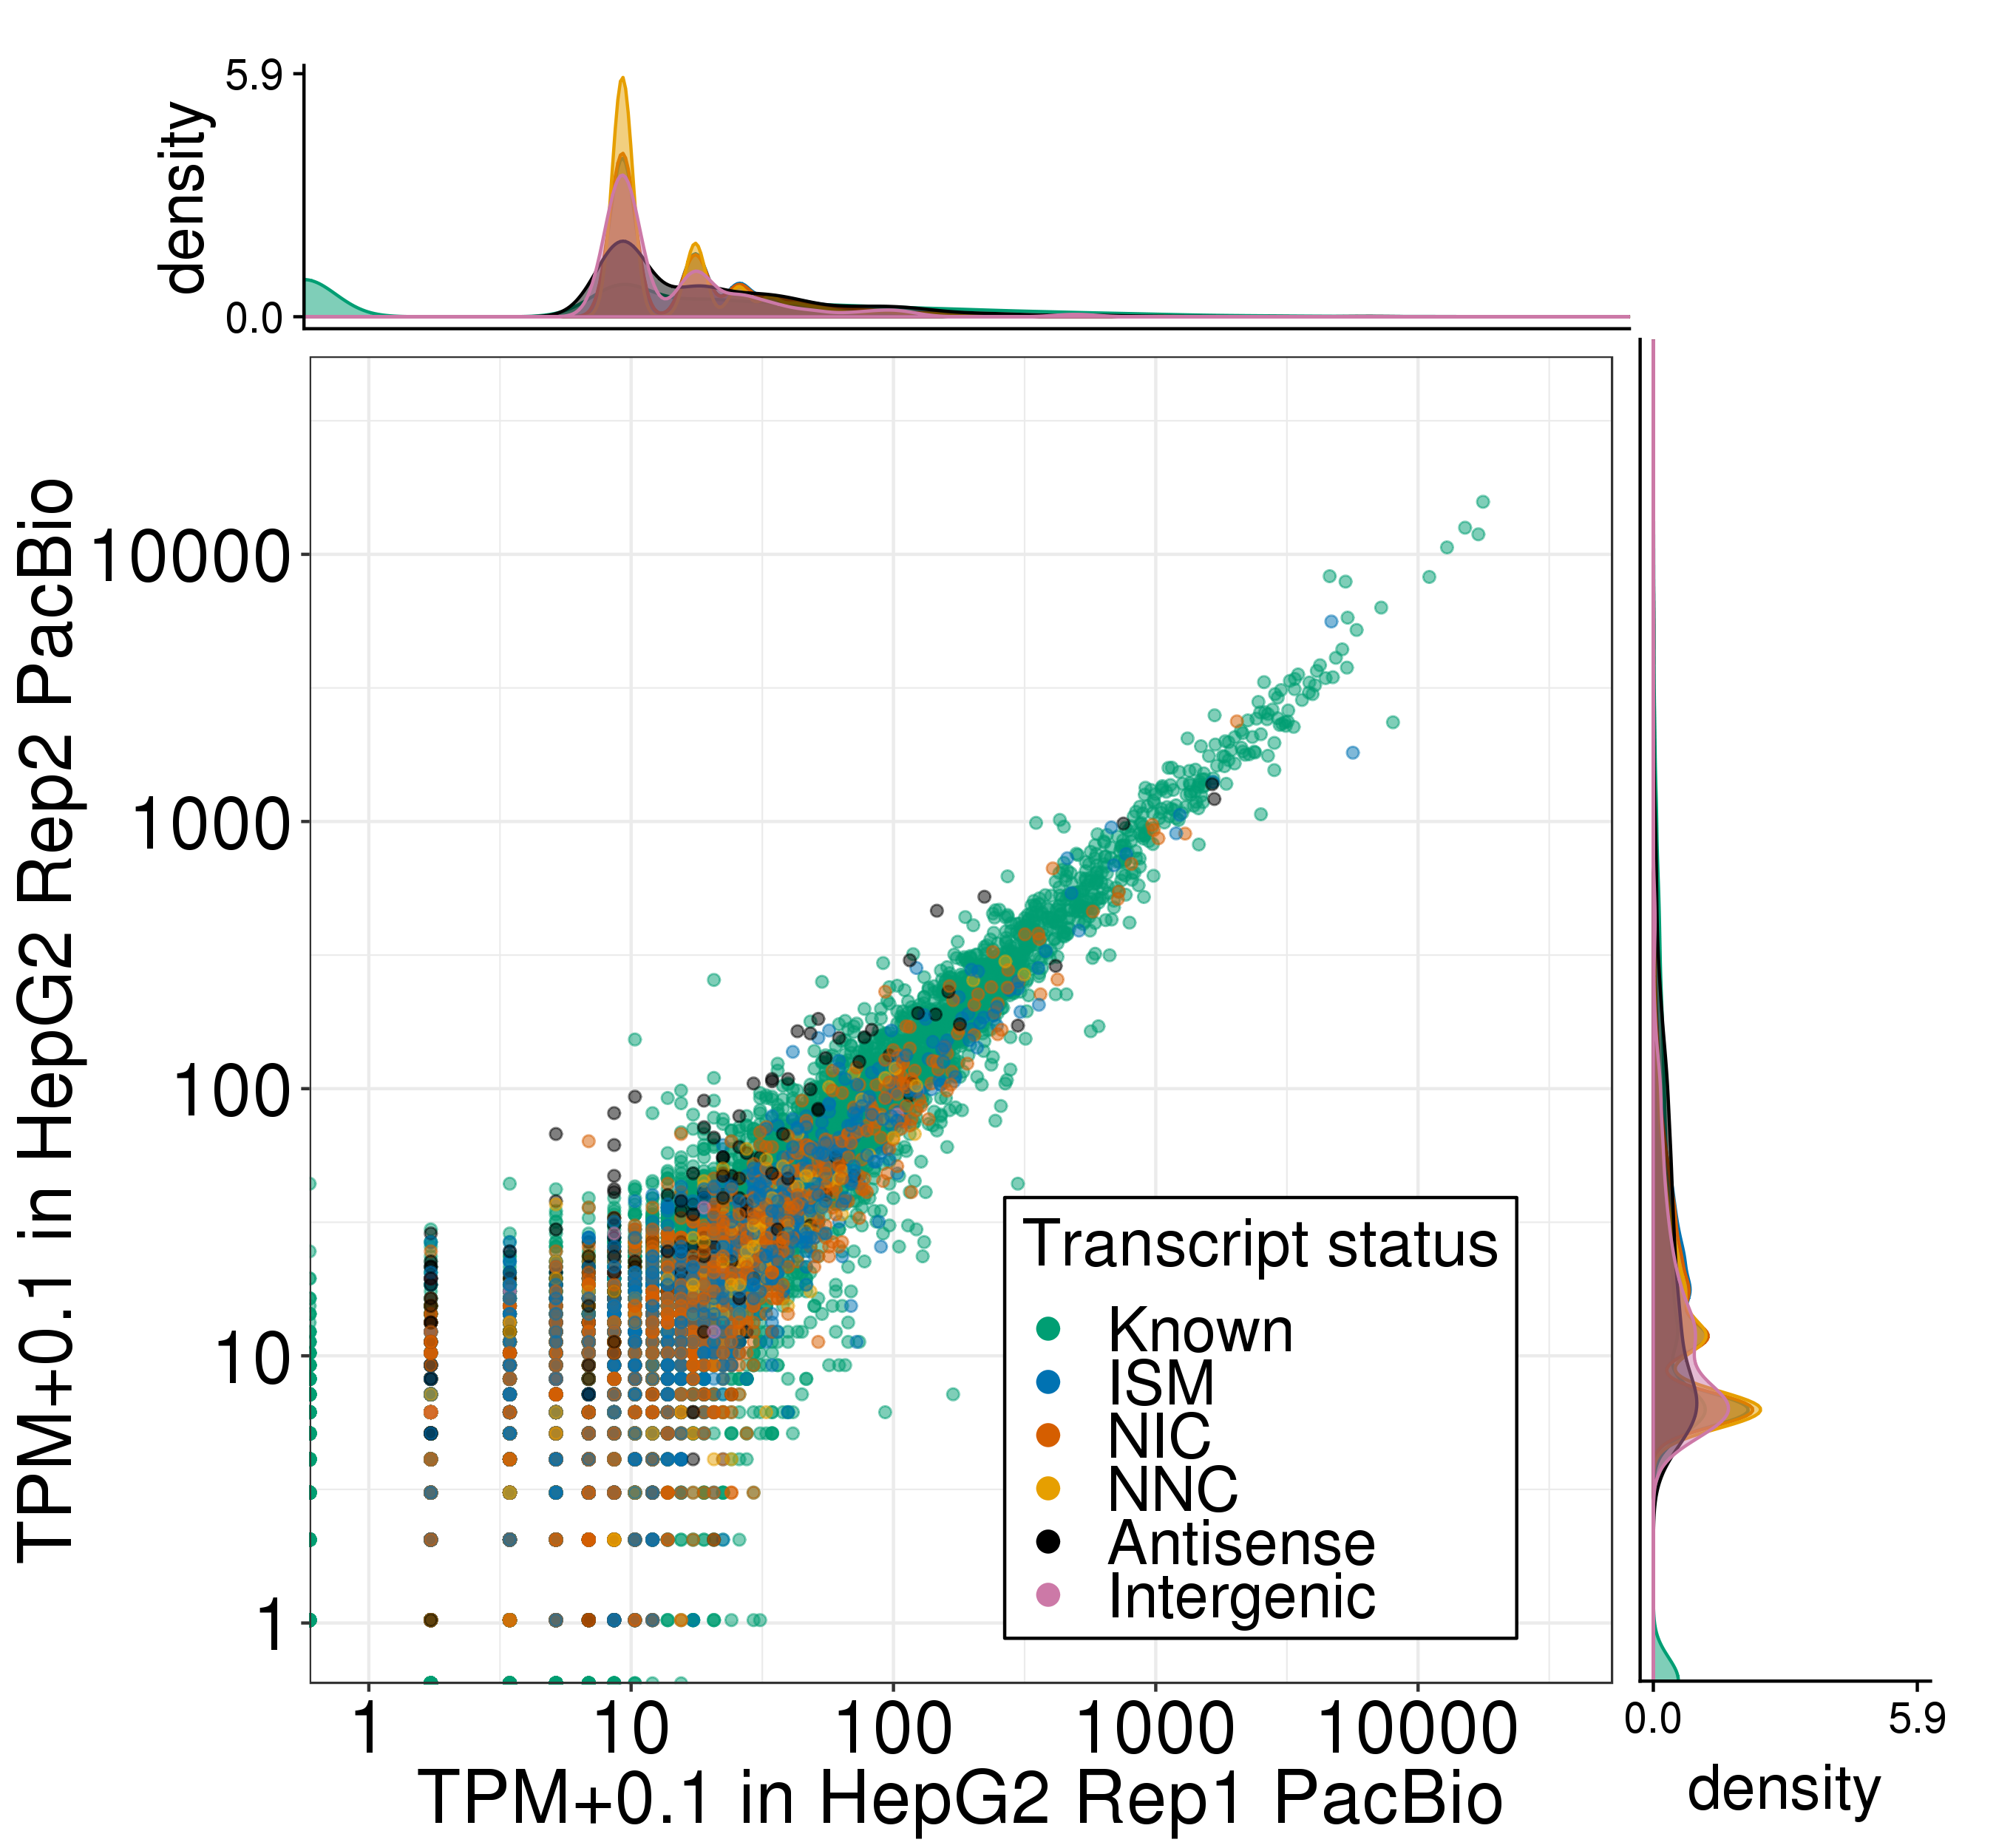 5.9
density
0.0
TPM+0.1 in HepG2 Rep2 PacBio
10000
1000
100
10
1
Transcript status
Known
ISM
NIC
NNC
Antisense
Intergenic
1 10 100 1000 10000
TPM+0.1 in HepG2 Rep1 PacBio
0.0 5.9
density